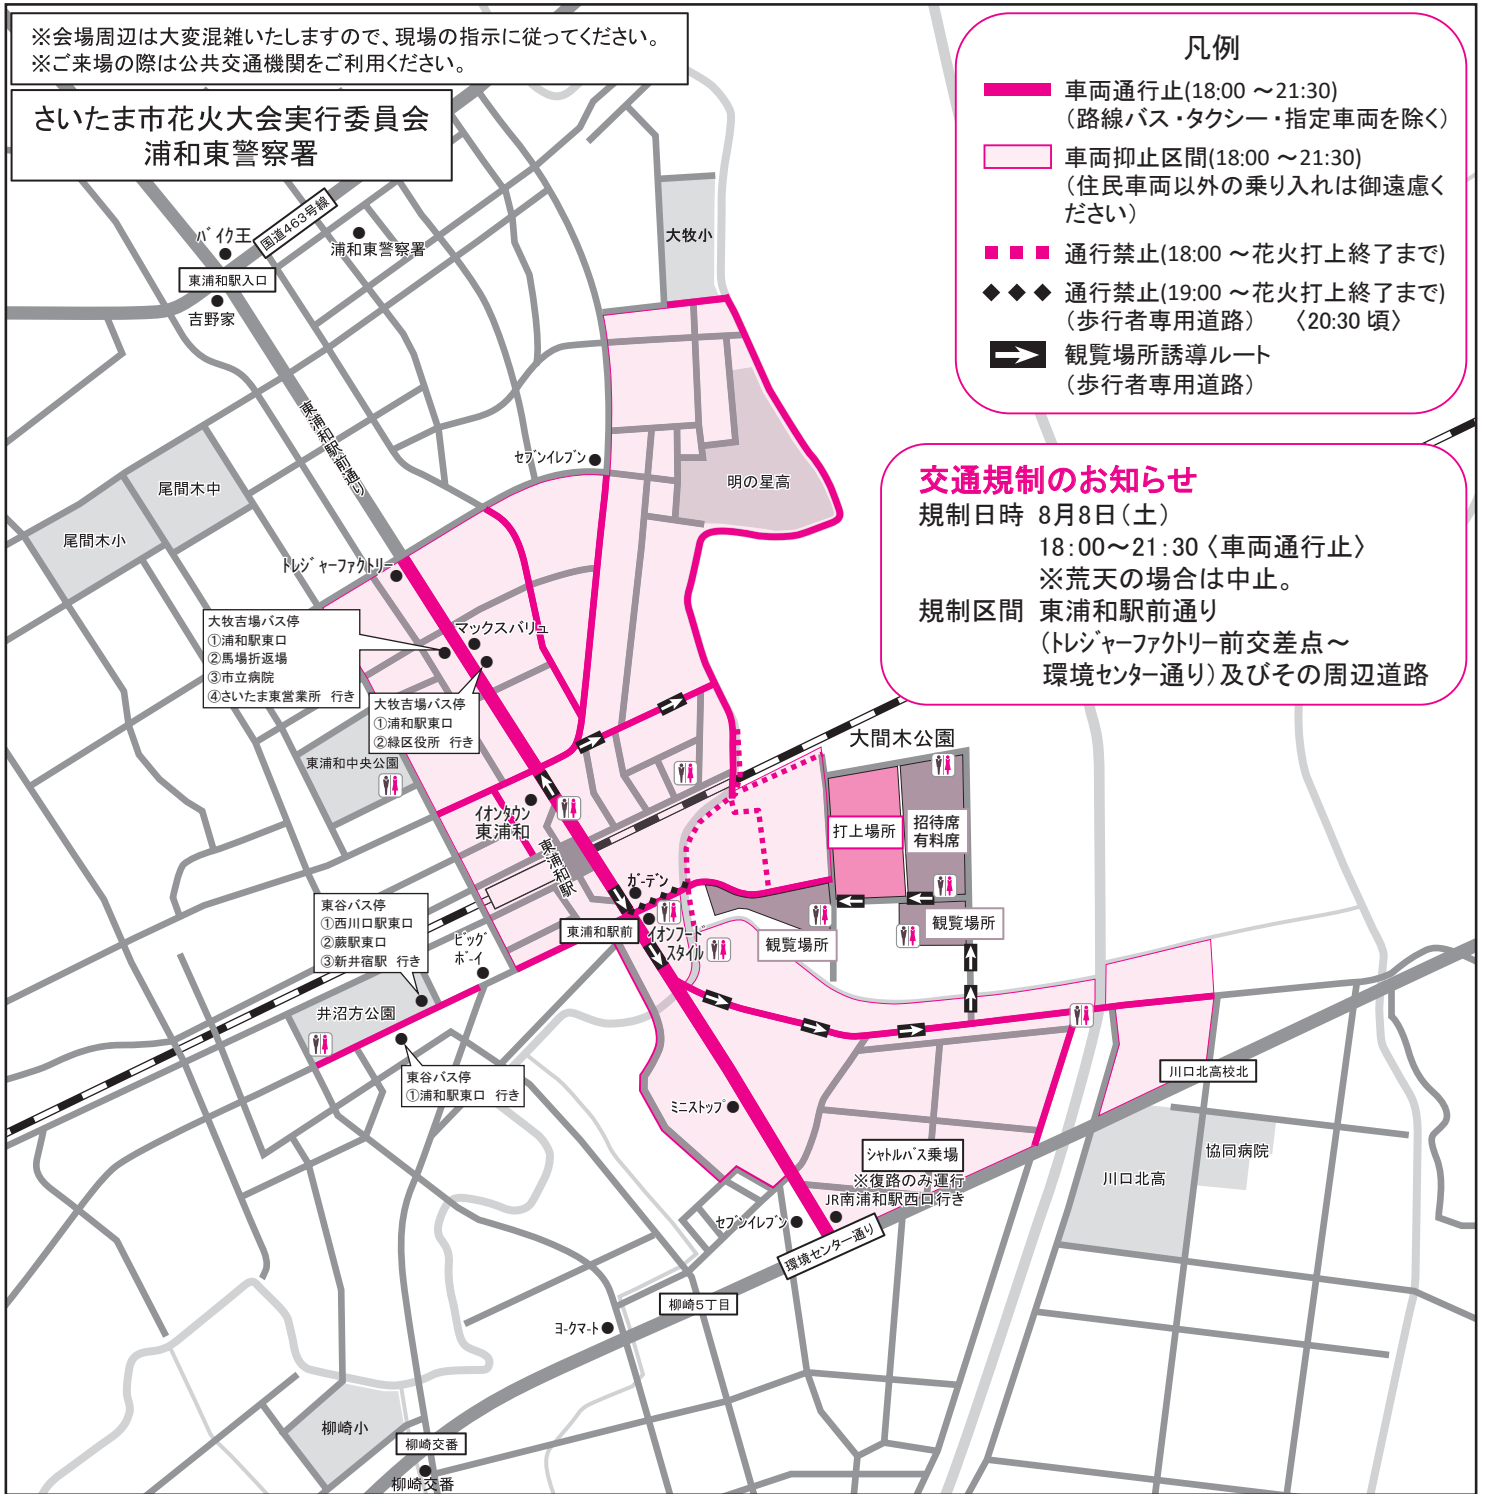 ※会場周辺は大変混雑いたしますので、現場の指示に従ってください。
※ご来場の際は公共交通機関をご利用ください。
さいたま市花火大会実行委員会
浦和東警察署
凡例
車両通行止(18:00 ～21:30)
（路線バス・タクシー・指定車両を除く）
車両抑止区間(18:00 ～21:30)
（住民車両以外の乗り入れは御遠慮く
ださい）
通行禁止(18:00 ～花火打上終了まで)
通行禁止(19:00 ～花火打上終了まで)
（歩行者専用道路） 〈20:30 頃〉
観覧場所誘導ルート
（歩行者専用道路）
交通規制のお知らせ
規制日時 8月8日（土）
18:00～21:30〈車両通行止〉
※荒天の場合は中止。
規制区間 東浦和駅前通り
（トレジャーファクトリー前交差点～
環境センター通り）及びその周辺道路
国道463号線
バイク王
浦和東警察署
東浦和駅入口
吉野家
大牧小
東浦和駅前通り
セブンイレブン
明の星高
尾間木中
尾間木小
トレジャーファクトリー
大牧吉場バス停
①浦和駅東口
②馬場折返場
③市立病院
④さいたま東営業所 行き
マックスバリュ
大牧吉場バス停
①浦和駅東口
②緑区役所 行き
東浦和中央公園
イオンタウン
東浦和
東浦和駅
大間木公園
打上場所
招待席
有料席
ガーデン
東浦和駅前
イオンフード
スタイル
観覧場所
観覧場所
東谷バス停
①西川口駅東口
②蕨駅東口
③新井宿駅 行き
ビッグ
ボーイ
井沼方公園
東谷バス停
①浦和駅東口 行き
ミニストップ
川口北高校北
シャトルバス乗場
※復路のみ運行
JR南浦和駅西口行き
協同病院
川口北高
セブンイレブン
環境センター通り
柳崎5丁目
ヨークマート
柳崎小
柳崎交番
柳崎交番